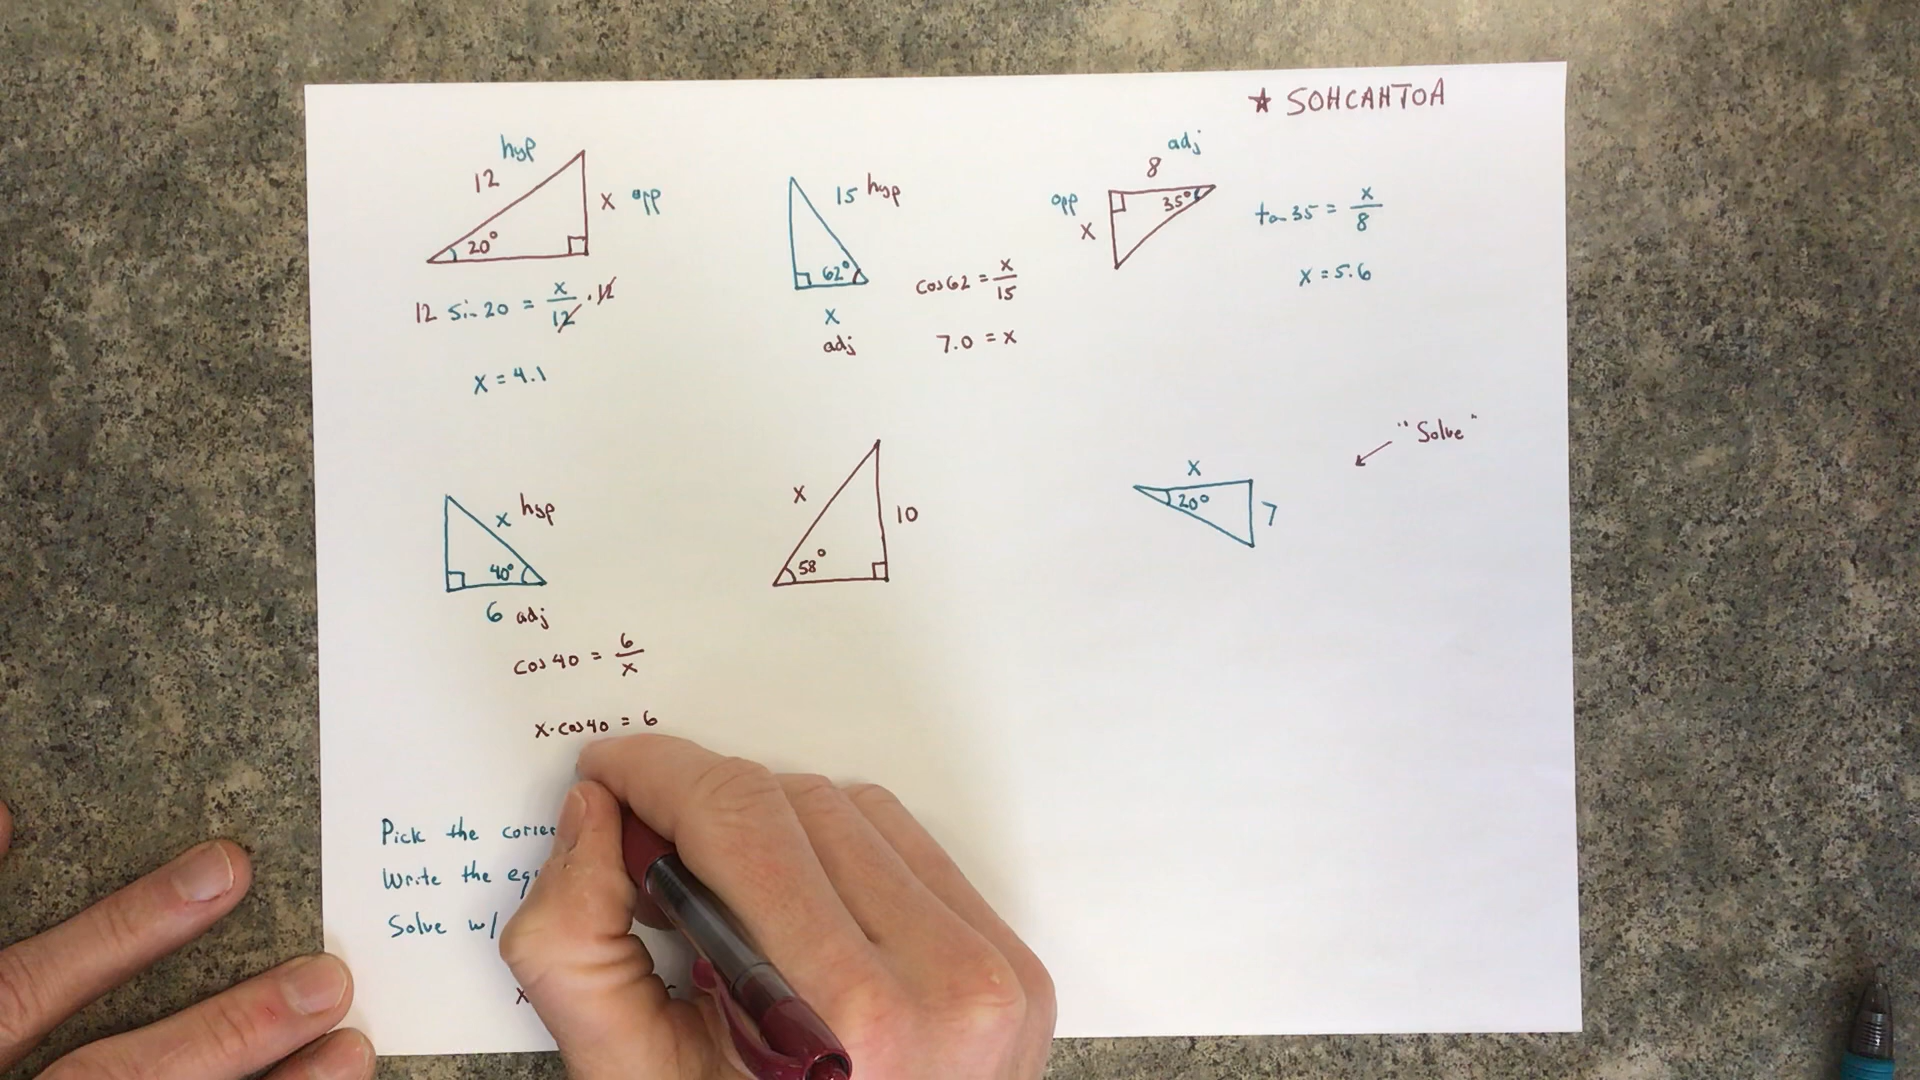 ★ SOHCAHTOA
hyp
12
x opp
20°
12 sin 20 = x/12 · 12
x = 4.1
15 hyp
62°
x
adj
cos 62 = x/15
7.0 = x
adj
8
opp
35°
x
tan 35 = x/8
x = 5.6
"Solve"
x hyp
40°
6 adj
cos 40 = 6/x
x·cos 40 = 6
x
10
58°
x
20°
7
Pick the
Write the
Solve w/
x